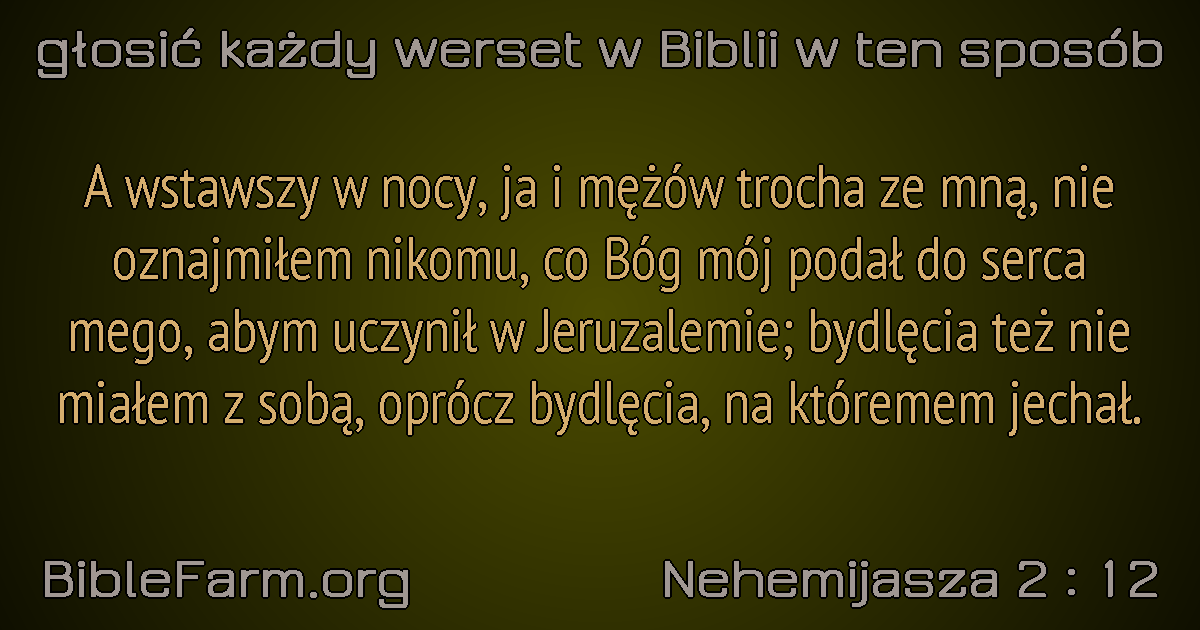 głosić każdy werset w Biblii w ten sposób
A wstawszy w nocy, ja i mężów trocha ze mną, nie
oznajmiłem nikomu, co Bóg mój podał do serca
mego, abym uczynił w Jeruzalemie; bydlęcia też nie
miałem z sobą, oprócz bydlęcia, na któremem jechał.
BibleFarm.org
Nehemijasza 2 : 12